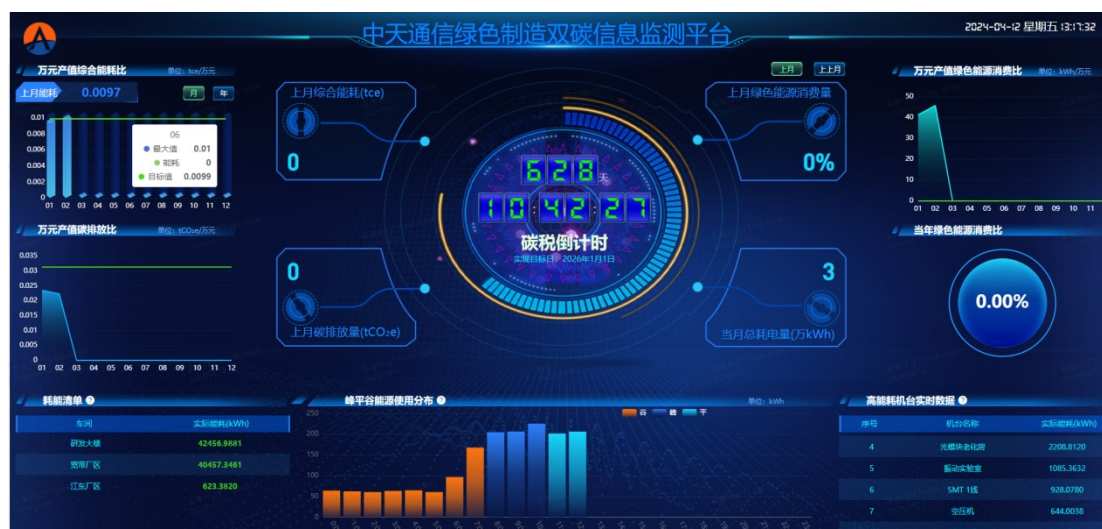 中天通信绿色制造双碳信息监测平台
2024-04-12 星期五 13:17:32
万元产值综合能耗比 单位：tce/万元
上月能耗 0.0097 月 年
0.01
0.008
0.006
0.004
0.002
0
01 02 03 04 05 06 07 08 09 10 11 12
06
最大值 0.01
能耗 0
目标值 0.0099
万元产值碳排放比 单位：tCO₂e/万元
0.035
0.03
0.025
0.02
0.015
0.01
0.005
0
01 02 03 04 05 06 07 08 09 10 11 12
上月综合能耗(tce)
0
0
上月碳排放量(tCO₂e)
628天
10:42:27
碳税倒计时
实现目标日：2026年1月1日
上月 上上月
上月绿色能源消费量
0%
3
当月总耗电量(万kWh)
万元产值绿色能源消费比 单位：kWh/万元
50
40
30
20
10
0
01 02 03 04 05 06 07 08 09 10 11
当年绿色能源消费比
0.00%
耗能清单
车间 实际能耗(kWh)
研发大楼 42456.9881
宽带厂区 40457.3461
江东厂区 623.3820
峰平谷能源使用分布 单位：kWh
谷 峰 平
250
200
150
100
50
0
高能耗机台实时数据
序号 机台名称 实际能耗(kWh)
4 光模块老化房 2208.8120
5 振动实验室 1085.3632
6 SMT 1线 928.0780
7 空压机 644.0038